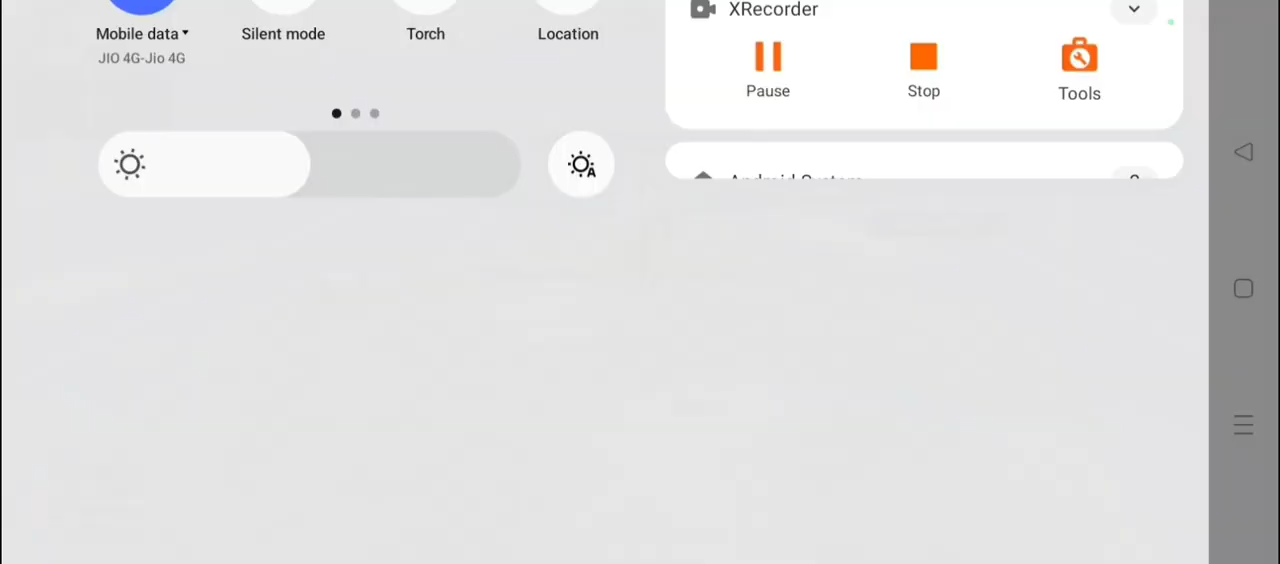 Mobile data
JIO 4G-Jio 4G
Silent mode
Torch
Location
A
XRecorder
Pause
Stop
Tools
Android System